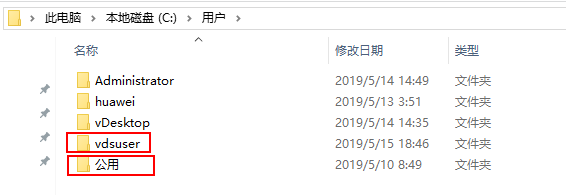 此电脑 > 本地磁盘 (C:) > 用户 >
名称 修改日期 类型
Administrator 2019/5/14 14:49 文件夹
huawei 2019/5/13 3:51 文件夹
vDesktop 2019/5/14 14:35 文件夹
vdsuser 2019/5/15 18:46 文件夹
公用 2019/5/10 8:49 文件夹